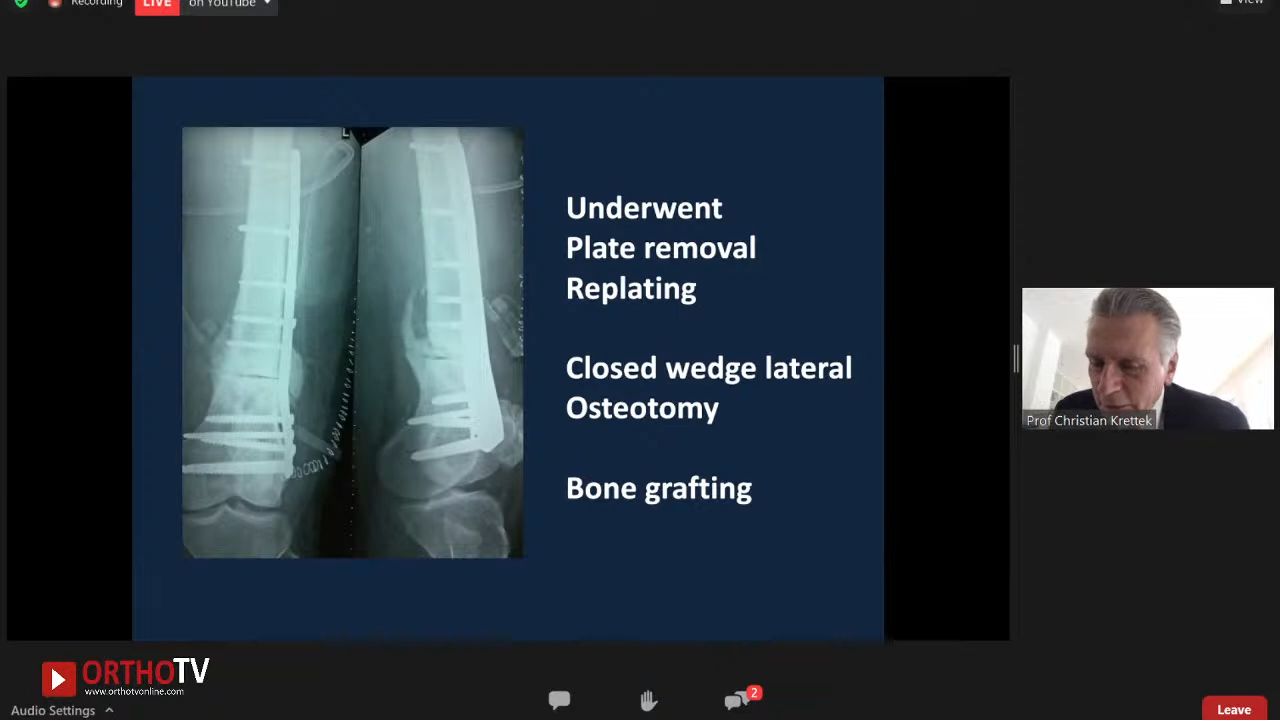 Recording
LIVE
on YouTube
View
L
Underwent
Plate removal
Replating
Closed wedge lateral
Osteotomy
Bone grafting
Prof Christian Krettek
ORTHOTV
www.orthotvonline.com
Audio Settings
2
Leave